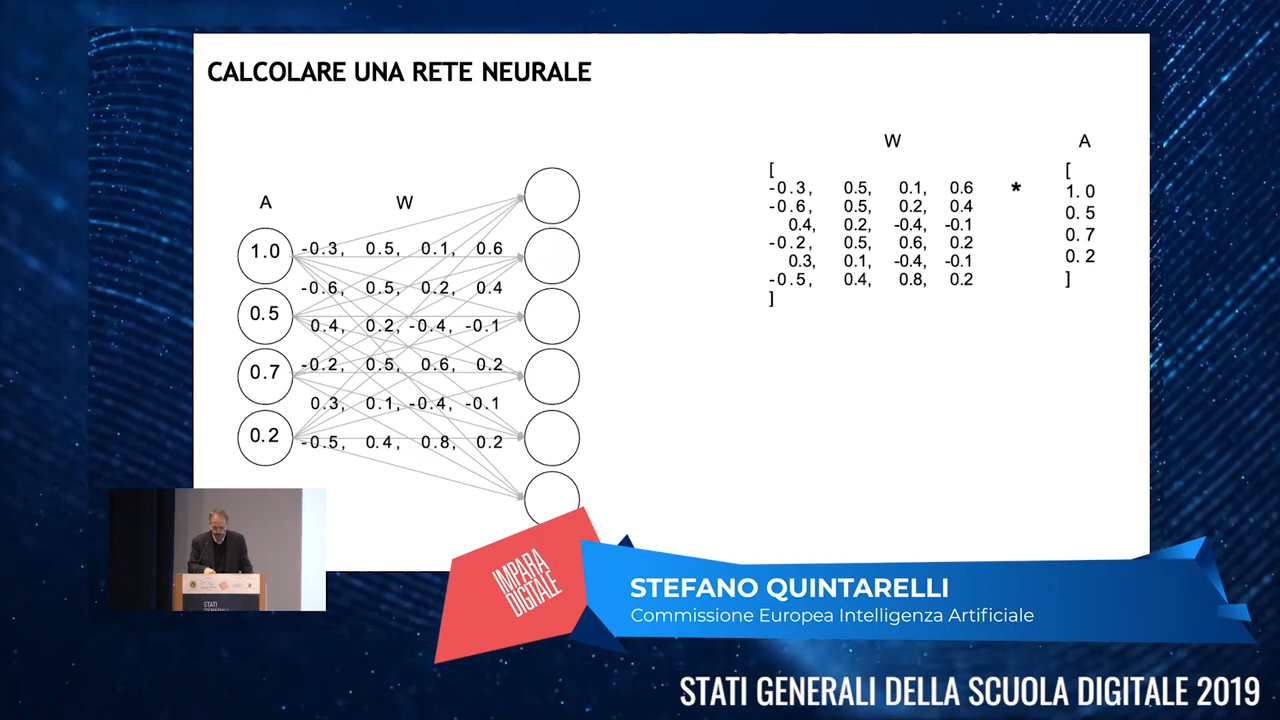 CALCOLARE UNA RETE NEURALE
A W
1.0 -0.3, 0.5, 0.1, 0.6
-0.6, 0.5, 0.2, 0.4
0.5
0.4, 0.2, -0.4, -0.1
0.7 -0.2, 0.5, 0.6, 0.2
0.3, 0.1, -0.4, -0.1
0.2 -0.5, 0.4, 0.8, 0.2
W
[
-0.3, 0.5, 0.1, 0.6
-0.6, 0.5, 0.2, 0.4
0.4, 0.2, -0.4, -0.1
-0.2, 0.5, 0.6, 0.2
0.3, 0.1, -0.4, -0.1
-0.5, 0.4, 0.8, 0.2
]
*
A
[
1.0
0.5
0.7
0.2
]
STATI
IMPARA
DIGITALE
STEFANO QUINTARELLI
Commissione Europea Intelligenza Artificiale
STATI GENERALI DELLA SCUOLA DIGITALE 2019